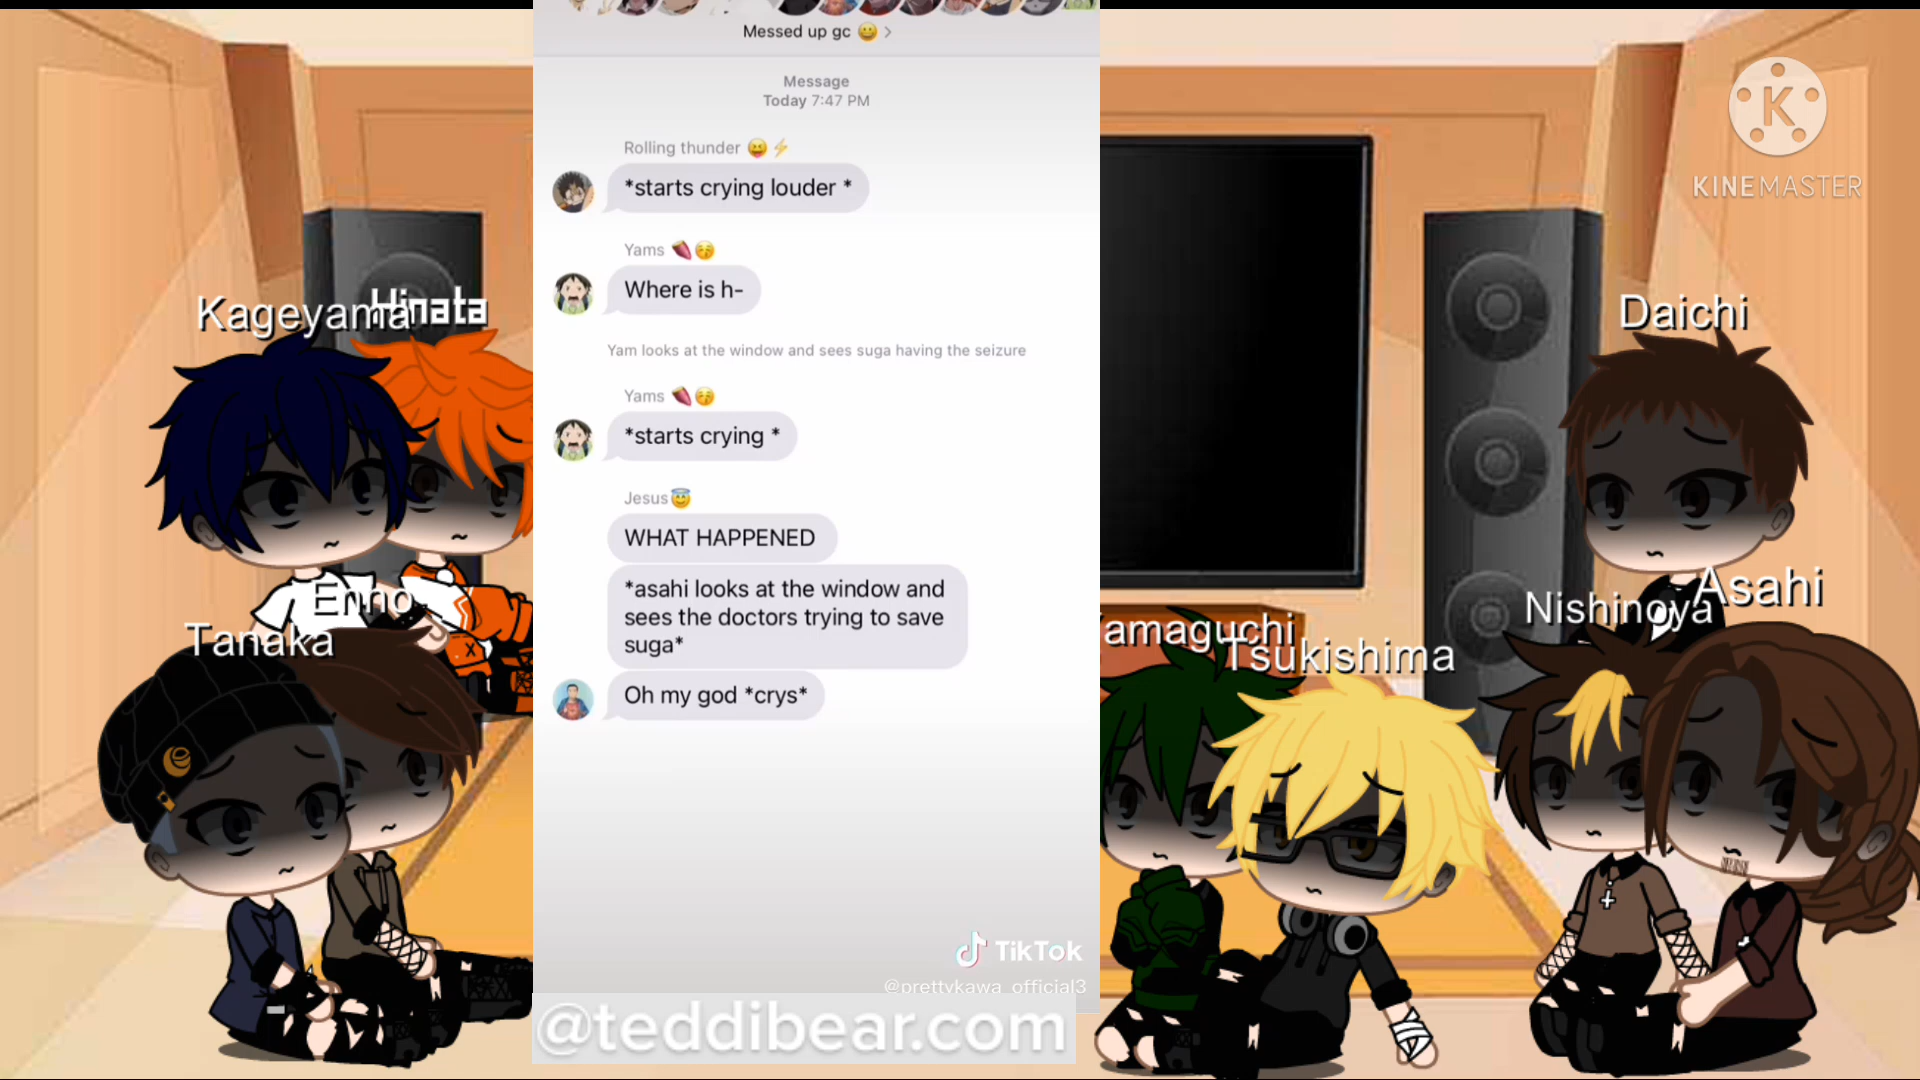 Messed up gc 😀 >
Message
Today 7:47 PM
Rolling thunder 😝⚡
*starts crying louder *
Yams 🍠😚
Where is h-
Yam looks at the window and sees suga having the seizure
Yams 🍠😚
*starts crying *
Jesus😇
WHAT HAPPENED
*asahi looks at the window and
sees the doctors trying to save
suga*
Oh my god *crys*
TikTok
@prettykawa_official3
@teddibear.com
Kageyama
Hinata
Enno
Tanaka
K
KINEMASTER
Daichi
Asahi
Nishinoya
amaguchi
Tsukishima